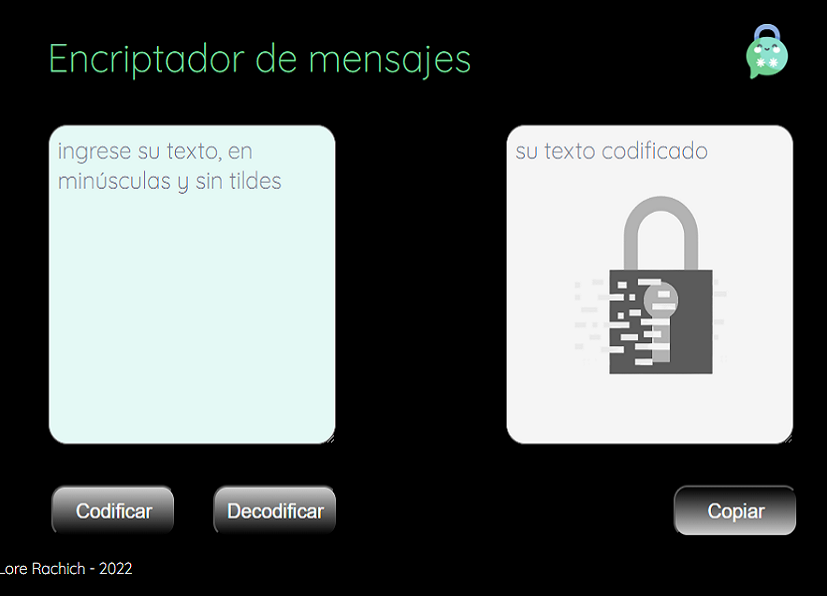 Encriptador de mensajes
ingrese su texto, en
minúsculas y sin tildes
su texto codificado
Codificar
Decodificar
Copiar
Lore Rachich - 2022